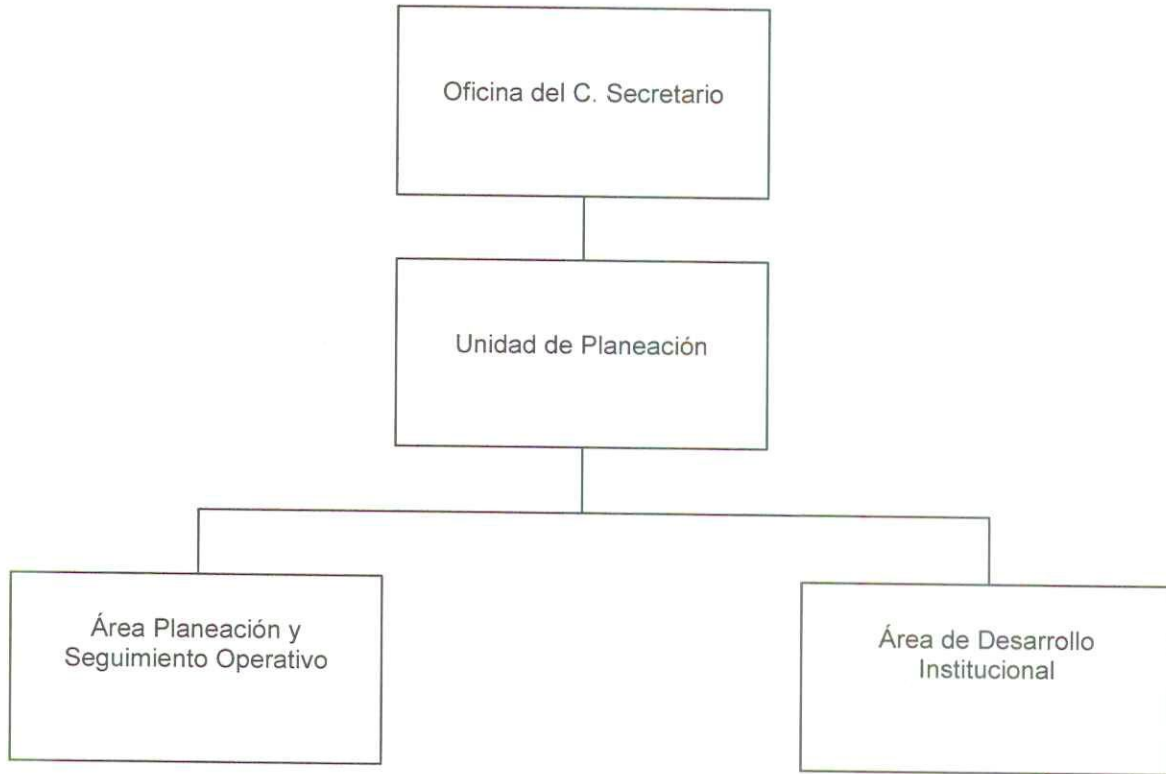 Oficina del C. Secretario
Unidad de Planeación
Área Planeación y
Seguimiento Operativo
Área de Desarrollo
Institucional